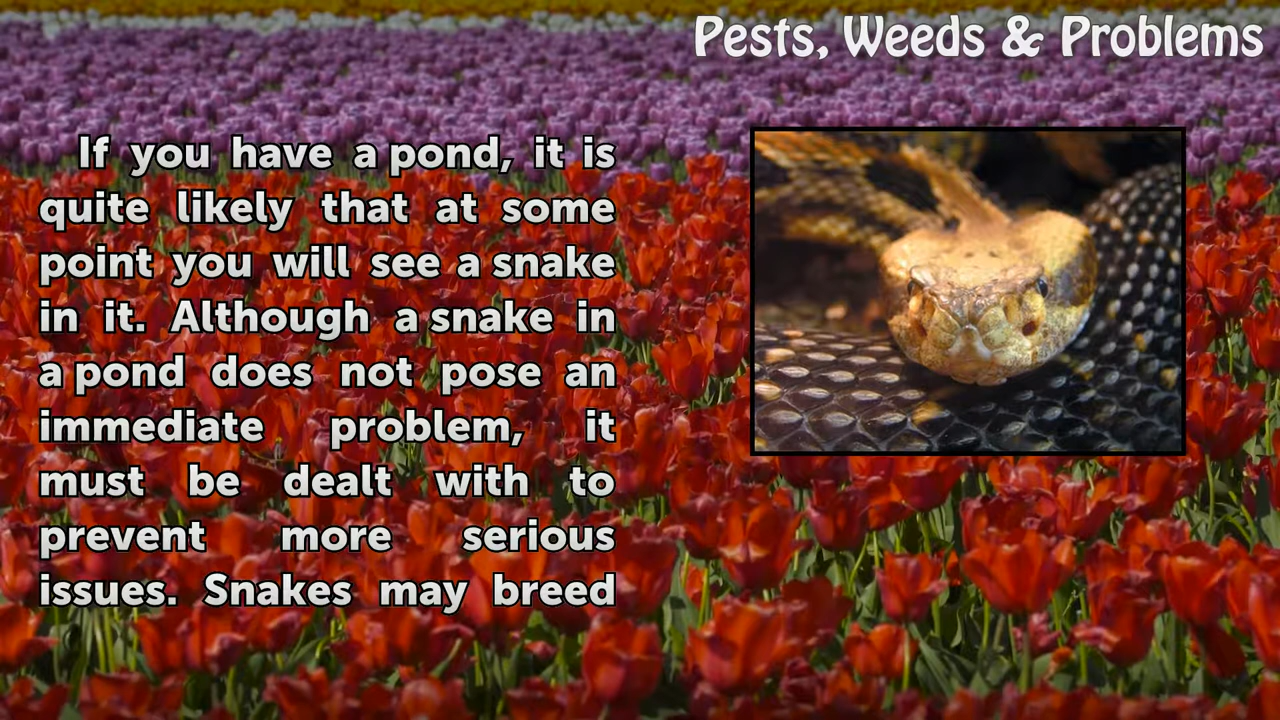 Pests, Weeds & Problems
If you have a pond, it is
quite likely that at some
point you will see a snake
in it. Although a snake in
a pond does not pose an
immediate problem, it
must be dealt with to
prevent more serious
issues. Snakes may breed